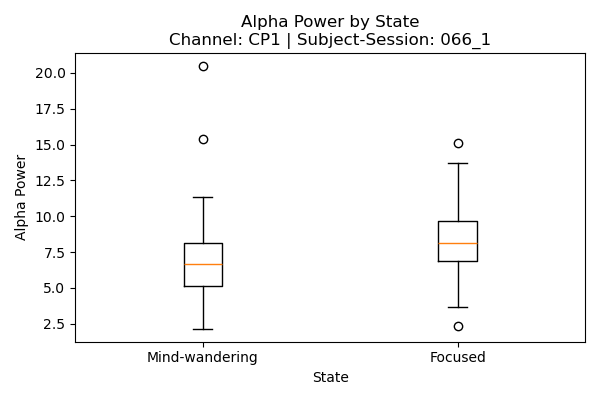 Alpha Power by State
Channel: CP1 | Subject-Session: 066_1
20.0
17.5
15.0
12.5
10.0
7.5
5.0
2.5
Alpha Power
Mind-wandering
Focused
State